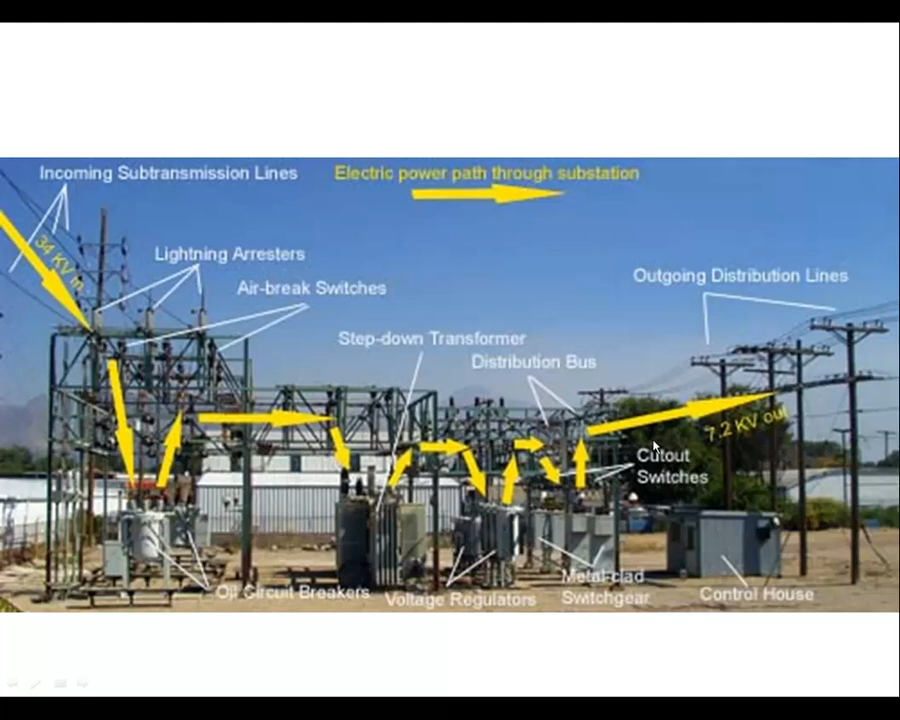 Incoming Subtransmission Lines
Electric power path through substation
34 KV in
Lightning Arresters
Air-break Switches
Outgoing Distribution Lines
Step-down Transformer
Distribution Bus
7.2 KV out
Cutout
Switches
Oil Circuit Breakers
Voltage Regulators
Metal-clad
Switchgear
Control House